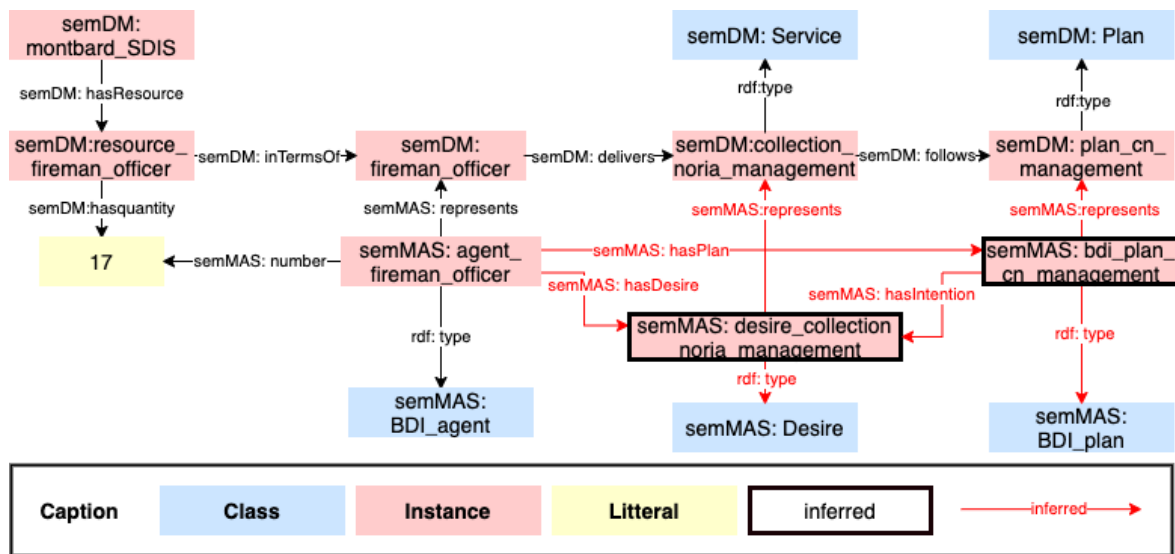 semDM:
montbard_SDIS
semDM: Service
semDM: Plan
semDM: hasResource
rdf:type
rdf:type
semDM:resource_
fireman_officer
semDM: inTermsOf
semDM:
fireman_officer
semDM: delivers
semDM:collection_
noria_management
semDM: follows
semDM: plan_cn_
management
semDM:hasquantity
semMAS: represents
semMAS:represents
semMAS:represents
17
semMAS: number
semMAS: agent_
fireman_officer
semMAS: hasPlan
semMAS: bdi_plan_
cn_management
semMAS: hasDesire
semMAS: hasIntention
semMAS: desire_collection
noria_management
rdf: type
rdf: type
rdf: type
semMAS:
BDI_agent
semMAS: Desire
semMAS:
BDI_plan
Caption
Class
Instance
Litteral
inferred
inferred